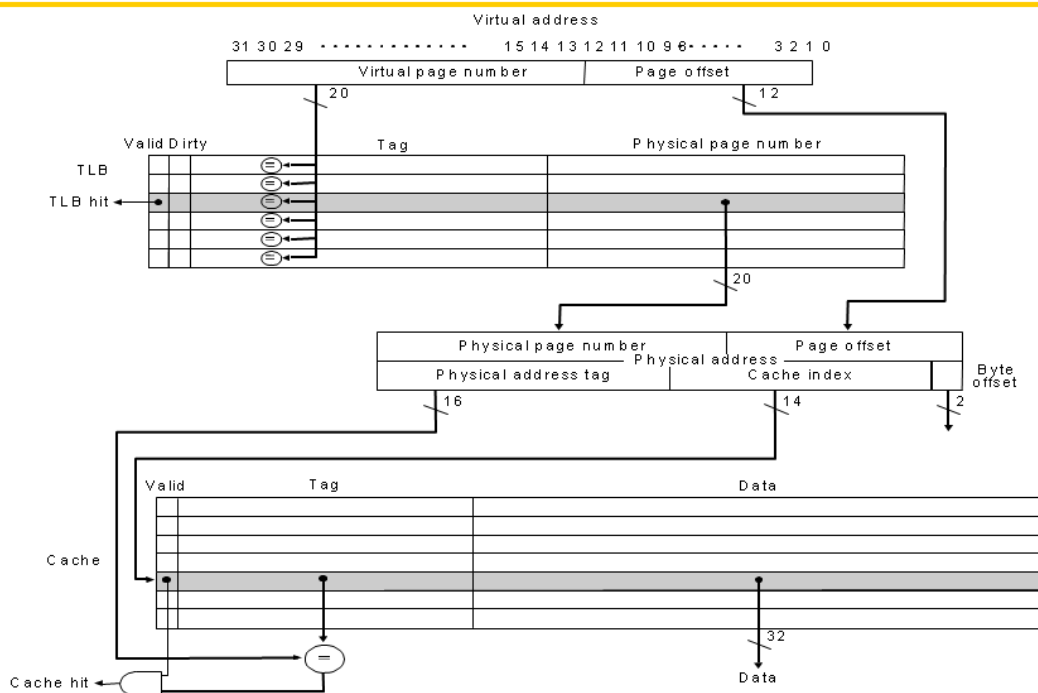 Virtual address
31 30 29 · · · · · · · · · · · · · 15 14 13 12 11 10 9 8 · · · · · 3 2 1 0
Virtual page number Page offset
20 12
Valid Dirty Tag Physical page number
TLB
=
=
TLB hit =
=
=
=
20
Physical page number Page offset
Physical address
Physical address tag Cache index Byte offset
16 14 2
Valid Tag Data
Cache
32
=
Data
Cache hit